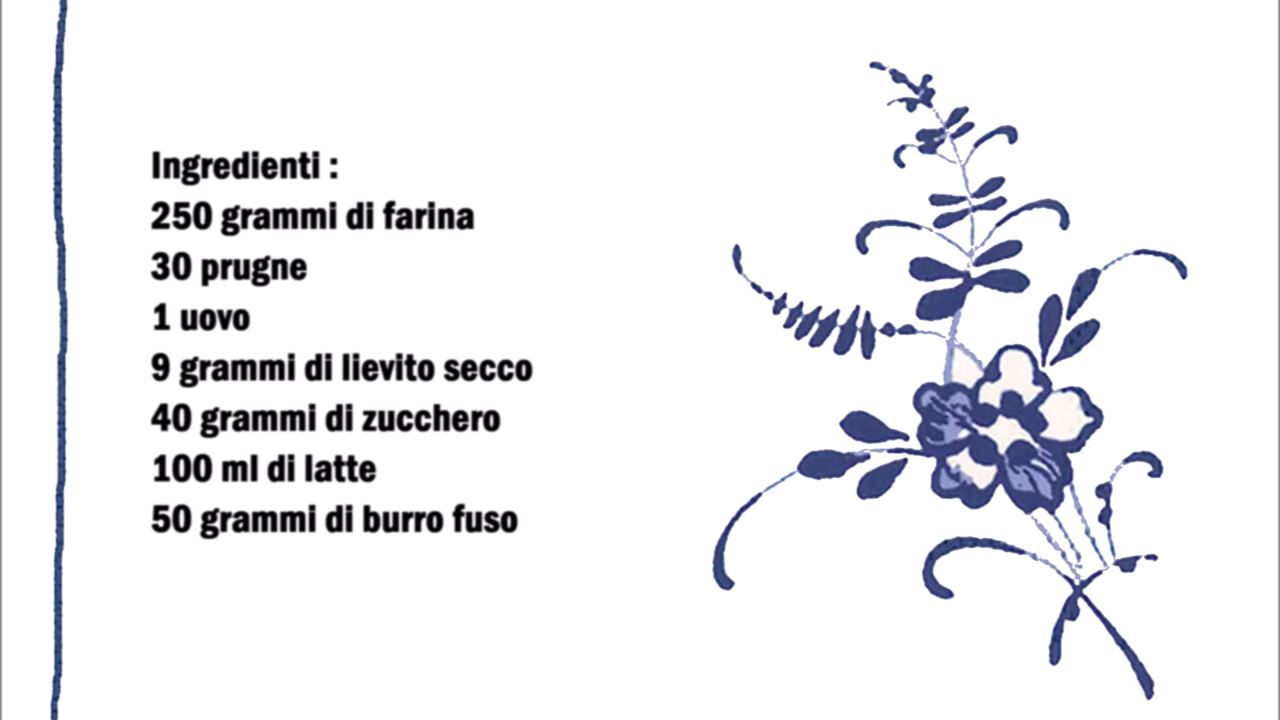 Ingredienti :
250 grammi di farina
30 prugne
1 uovo
9 grammi di lievito secco
40 grammi di zucchero
100 ml di latte
50 grammi di burro fuso